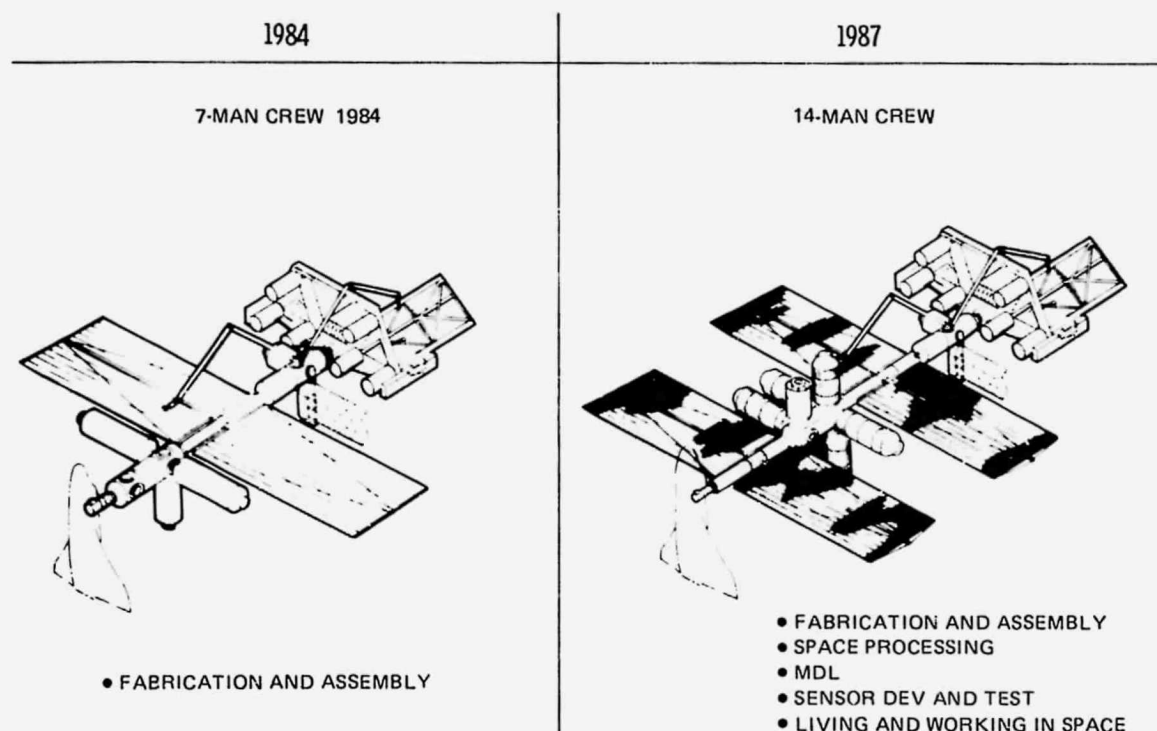 1984
7-MAN CREW 1984
• FABRICATION AND ASSEMBLY
1987
14-MAN CREW
• FABRICATION AND ASSEMBLY
• SPACE PROCESSING
• MDL
• SENSOR DEV AND TEST
• LIVING AND WORKING IN SPACE